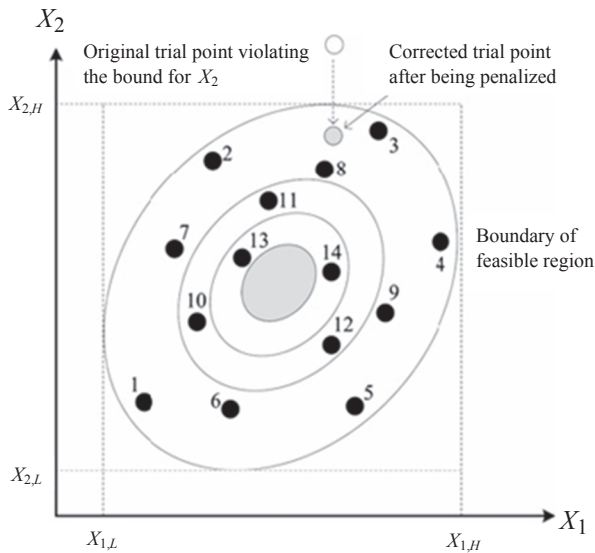 X2
Original trial point violating
the bound for X2
Corrected trial point
after being penalized
X2,H
3
2
8
11
7
13
14
4
Boundary of
feasible region
10
9
12
1
6
5
X2,L
X1
X1,L
X1,H